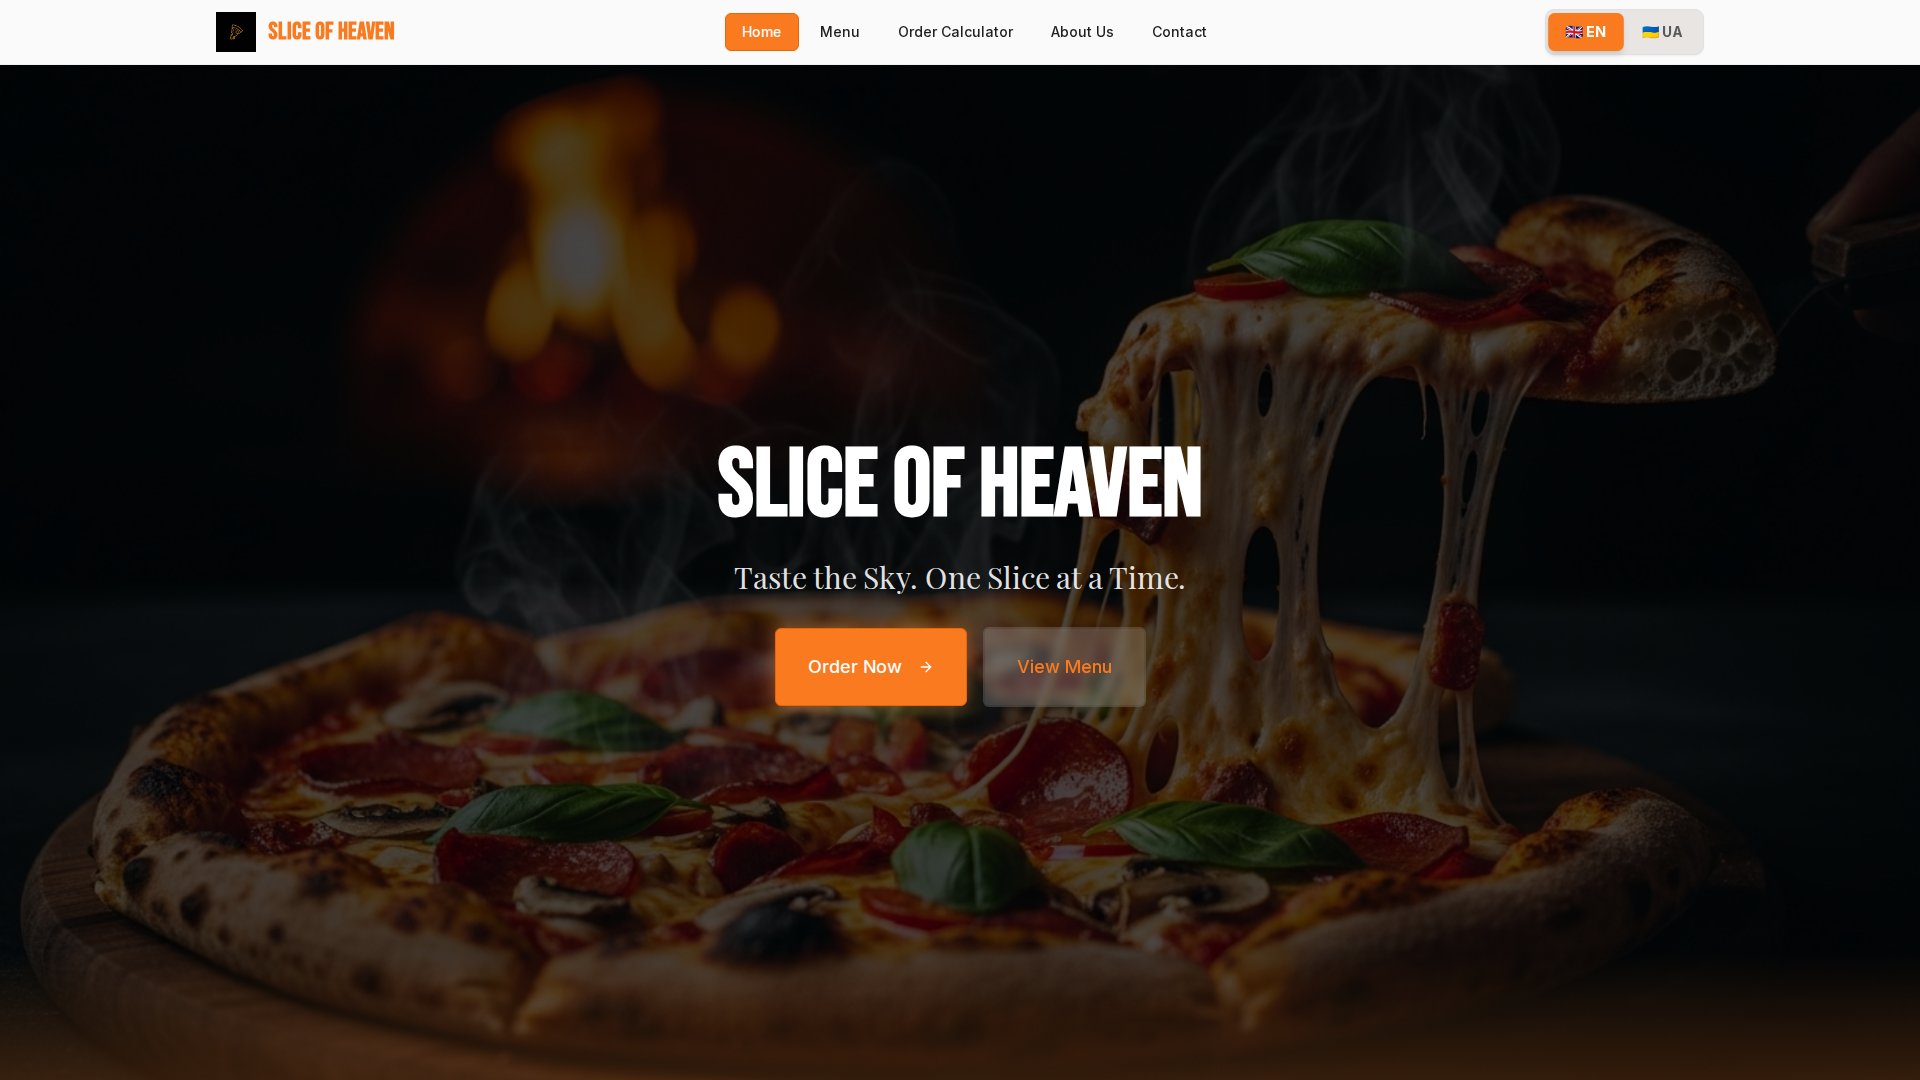 SLICE OF HEAVEN
Home
Menu
Order Calculator
About Us
Contact
🇬🇧 EN
🇺🇦 UA
SLICE OF HEAVEN
Taste the Sky. One Slice at a Time.
Order Now →
View Menu